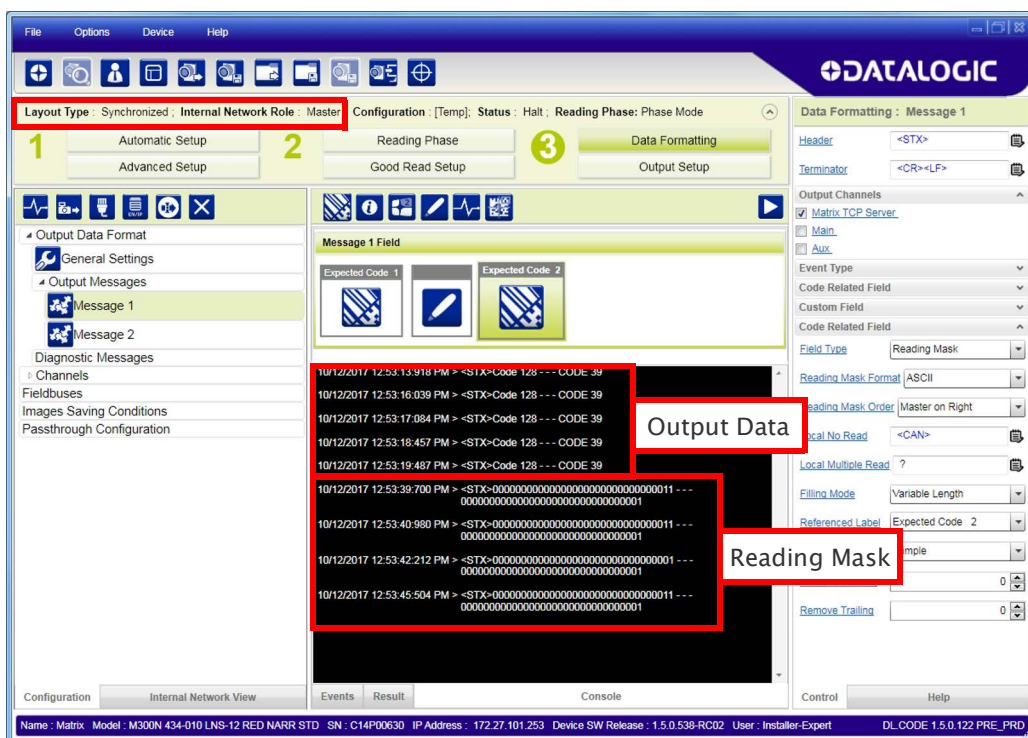 File Options Device Help
DATALOGIC
Layout Type : Synchronized ; Internal Network Role : Master Configuration : [Temp]; Status : Halt ; Reading Phase: Phase Mode
1 Automatic Setup 2 Reading Phase 3 Data Formatting
Advanced Setup Good Read Setup Output Setup
Output Data Format
General Settings
Output Messages
Message 1
Message 2
Diagnostic Messages
Channels
Fieldbuses
Images Saving Conditions
Passthrough Configuration
Message 1 Field
Expected Code 1 Expected Code 2
10/12/2017 12:53:13:918 PM > <STX>Code 128 - - - CODE 39
10/12/2017 12:53:16:039 PM > <STX>Code 128 - - - CODE 39
10/12/2017 12:53:17:084 PM > <STX>Code 128 - - - CODE 39
10/12/2017 12:53:18:457 PM > <STX>Code 128 - - - CODE 39
10/12/2017 12:53:19:487 PM > <STX>Code 128 - - - CODE 39
Output Data
10/12/2017 12:53:39:700 PM > <STX>00000000000000000000000000000011 - - -
00000000000000000000000000000001
10/12/2017 12:53:40:980 PM > <STX>00000000000000000000000000000011 - - -
00000000000000000000000000000001
10/12/2017 12:53:42:212 PM > <STX>00000000000000000000000000000001 - - -
00000000000000000000000000000001
10/12/2017 12:53:45:504 PM > <STX>00000000000000000000000000000011 - - -
00000000000000000000000000000001
Reading Mask
Data Formatting : Message 1
Header <STX>
Terminator <CR><LF>
Output Channels
Matrix TCP Server
Main
Aux
Event Type
Code Related Field
Custom Field
Code Related Field
Field Type Reading Mask
Reading Mask Format ASCII
Reading Mask Order Master on Right
Local No Read <CAN>
Local Multiple Read ?
Filling Mode Variable Length
Referenced Label Expected Code 2
0
Remove Trailing 0
Configuration Internal Network View
Events Result Console
Control Help
Name : Matrix Model : M300N 434-010 LNS-12 RED NARR STD SN : C14P00630 IP Address : 172.27.101.253 Device SW Release : 1.5.0.538-RC02 User : Installer-Expert DL.CODE 1.5.0.122 PRE_PRD